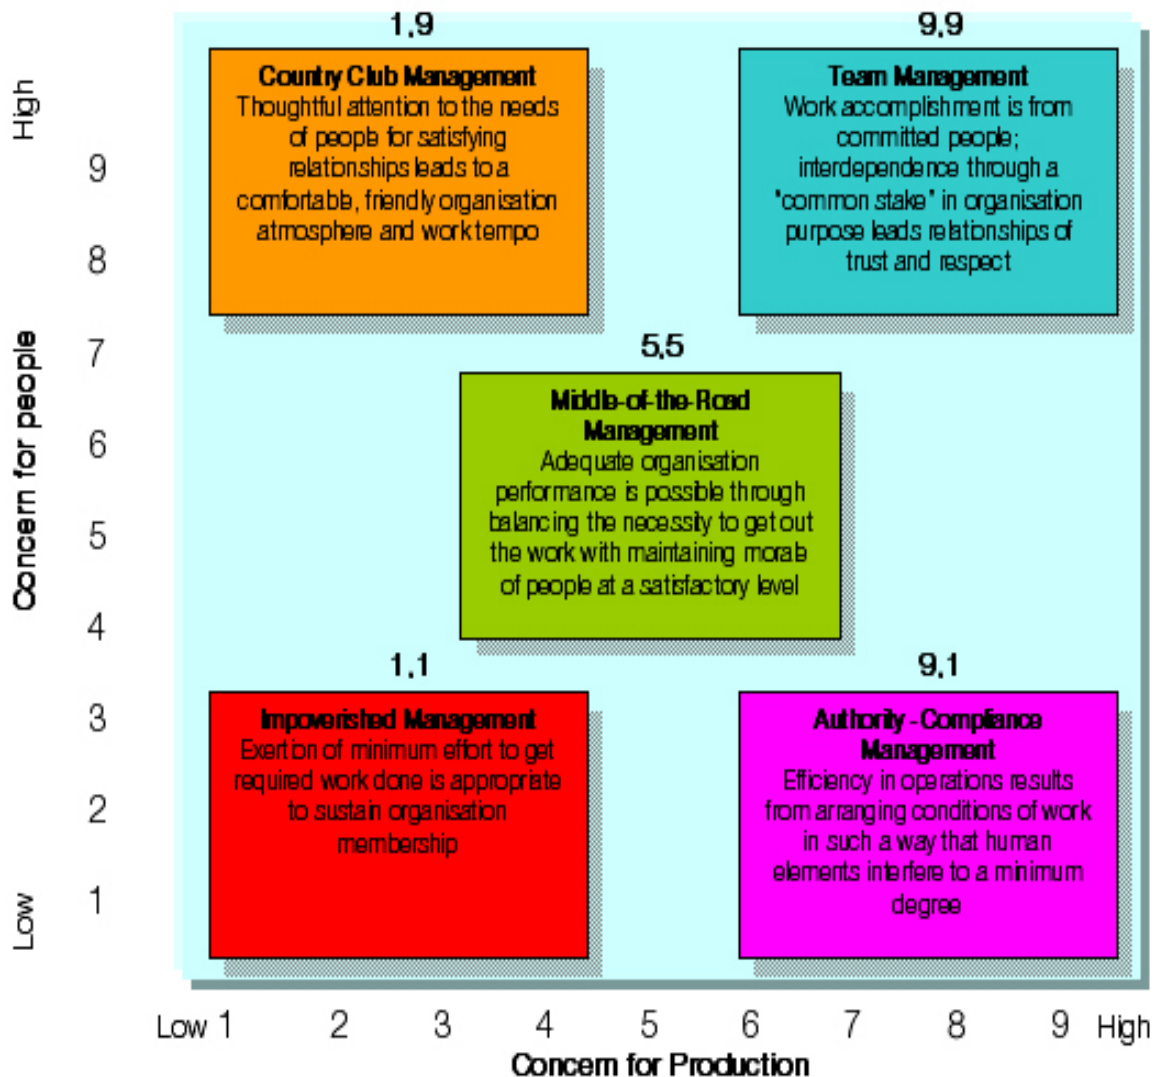 1,9
Country Club Management
Thoughtful attention to the needs
of people for satisfying
relationships leads to a
comfortable, friendly organisation
atmosphere and work tempo
9,9
Team Management
Work accomplishment is from
committed people;
interdependence through a
"common stake" in organisation
purpose leads relationships of
trust and respect
5,5
Middle-of-the-Road
Management
Adequate organisation
performance is possible through
balancing the necessity to get out
the work with maintaining morale
of people at a satisfactory level
1,1
Impoverished Management
Exertion of minimum effort to get
required work done is appropriate
to sustain organisation
membership
9,1
Authority - Compliance
Management
Efficiency in operations results
from arranging conditions of work
in such a way that human
elements interfere to a minimum
degree
High
9
8
7
6
5
4
3
2
1
Low
Concern for people
Low 1 2 3 4 5 6 7 8 9 High
Concern for Production